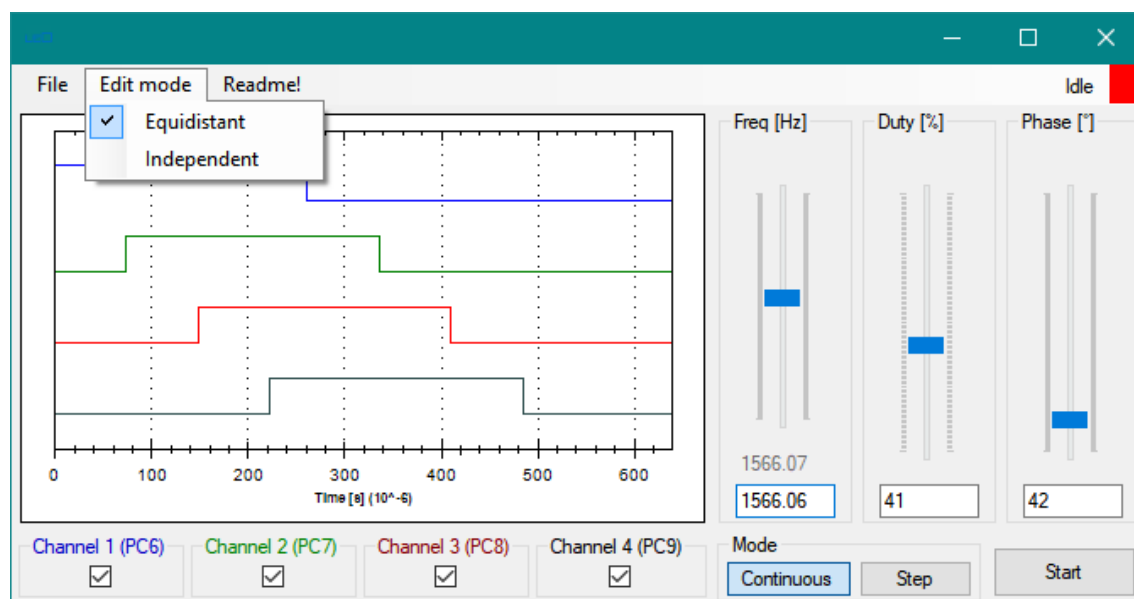 File Edit mode Readme! Idle
Equidistant
Independent
Freq [Hz] Duty [%] Phase [°]
0 100 200 300 400 500 600
Time [s] (10^-6)
1566.07
1566.06 41 42
Channel 1 (PC6) Channel 2 (PC7) Channel 3 (PC8) Channel 4 (PC9) Mode
Continuous Step Start